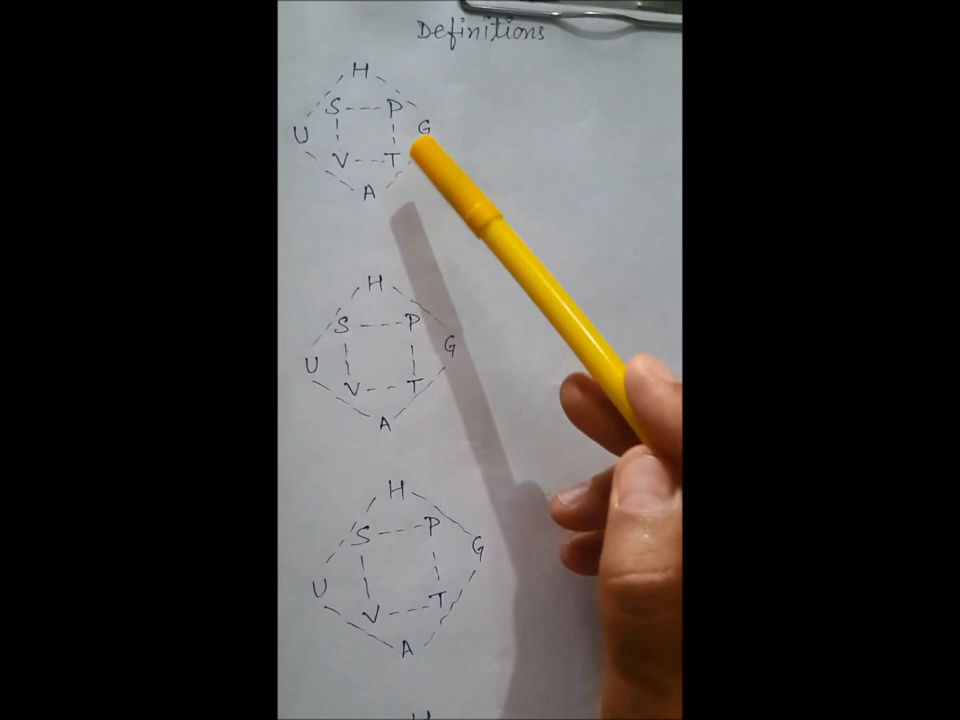 Definitions
H
S---P
U G
V---T
A
H
S---P
G
U
V---T
A
H
S---P
G
U
V---T
A